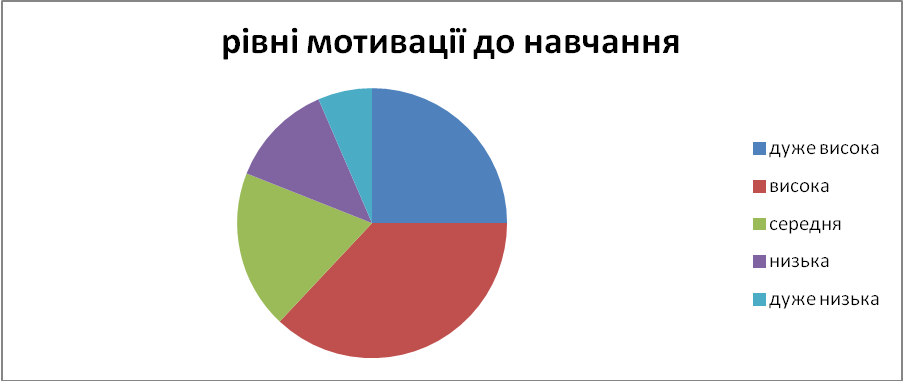 рівні мотивації до навчання
дуже висока
висока
середня
низька
дуже низька